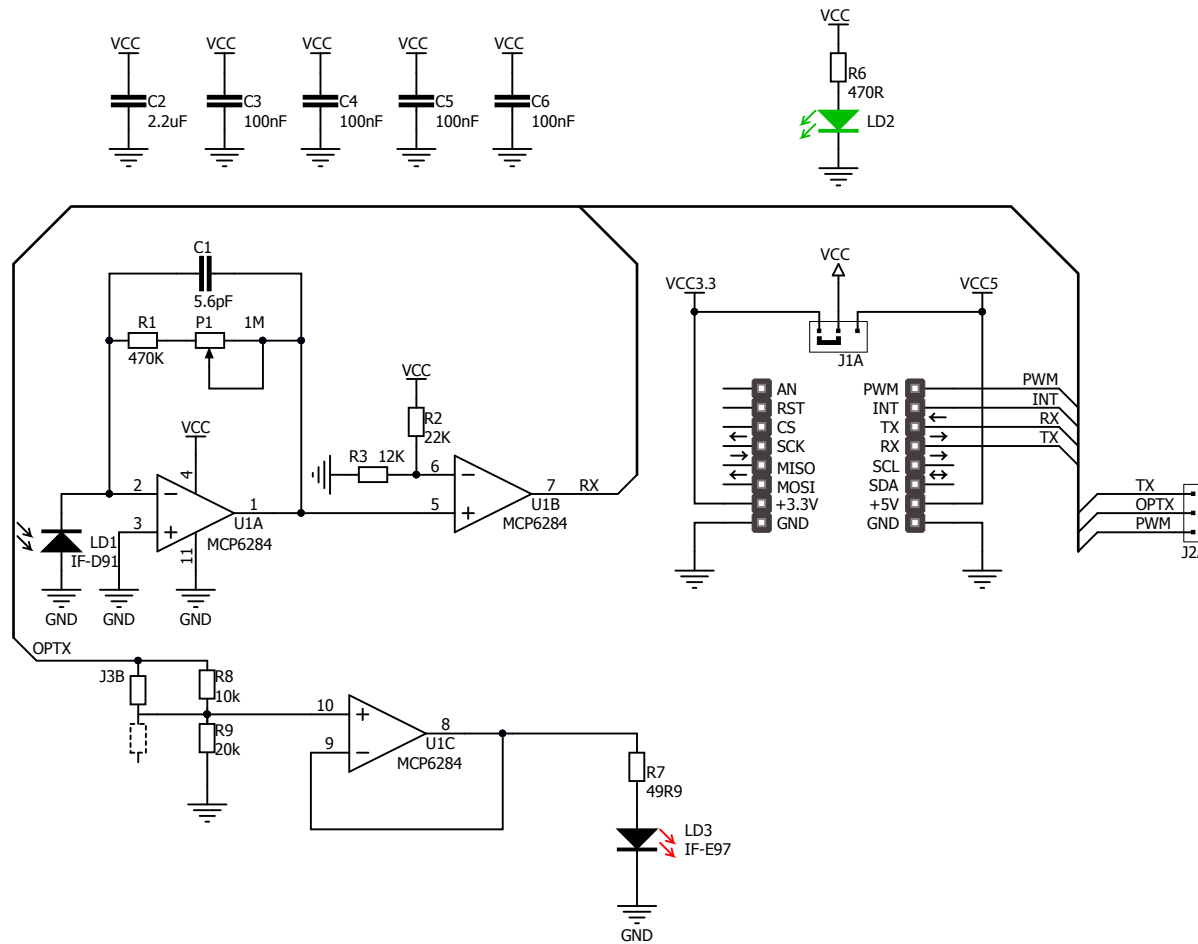 VCC VCC VCC VCC VCC VCC
C2 C3 C4 C5 C6
2.2uF 100nF 100nF 100nF 100nF
R6
470R
LD2
C1
5.6pF
R1 P1 1M
470K
VCC
R2
22K
R3 12K
VCC
4
2
1
3
U1A
MCP6284
11
LD1
IF-D91
GND GND GND
6
5
7
RX
U1B
MCP6284
VCC
VCC3.3 VCC5
J1A
AN PWM PWM
RST INT INT
CS TX RX
SCK RX TX
MISO SCL
MOSI SDA
+3.3V +5V
GND GND
TX
OPTX
PWM
OPTX
J3B
R8
10k
R9
20k
10
9
8
U1C
MCP6284
R7
49R9
LD3
IF-E97
GND